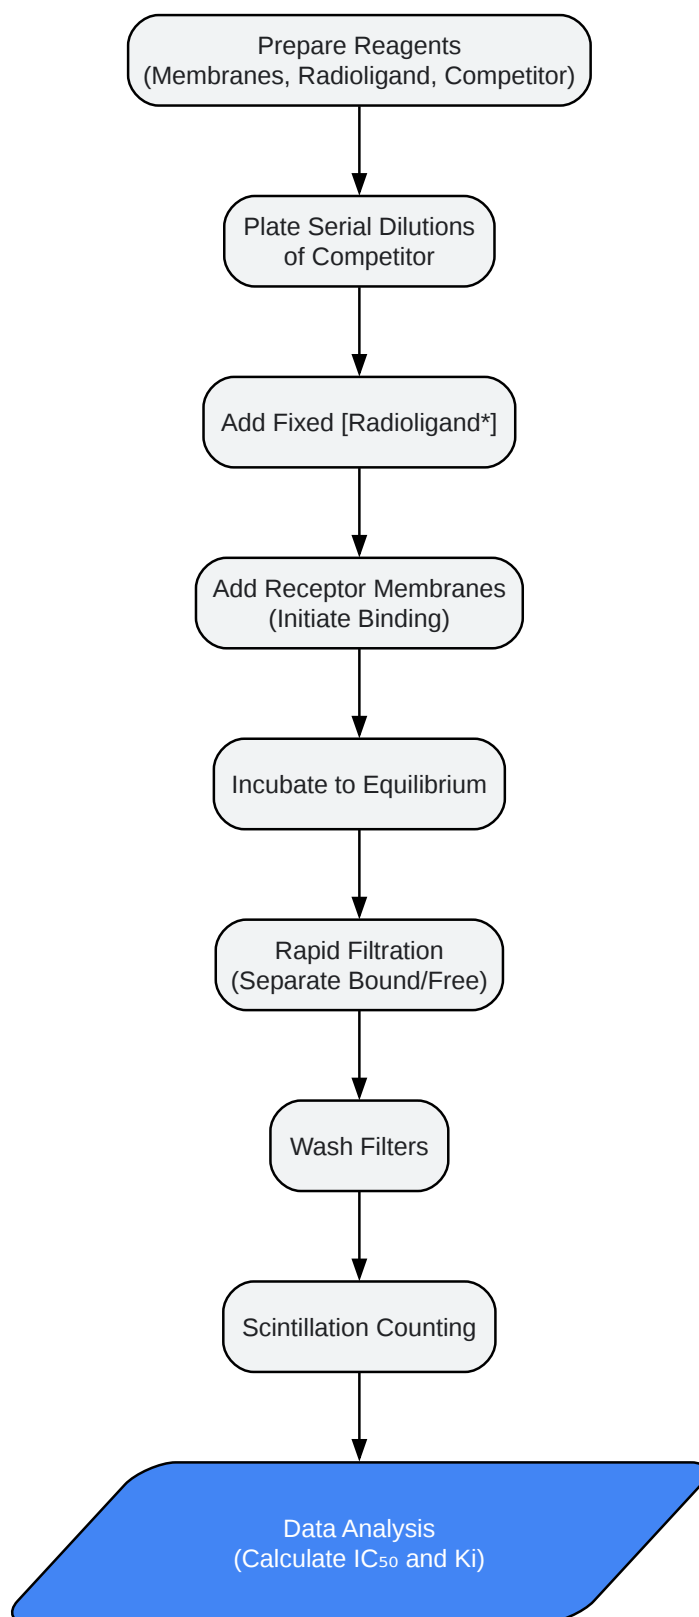 Prepare Reagents
(Membranes, Radioligand, Competitor)
Plate Serial Dilutions
of Competitor
Add Fixed [Radioligand*]
Add Receptor Membranes
(Initiate Binding)
Incubate to Equilibrium
Rapid Filtration
(Separate Bound/Free)
Wash Filters
Scintillation Counting
Data Analysis
(Calculate IC₅₀ and Ki)